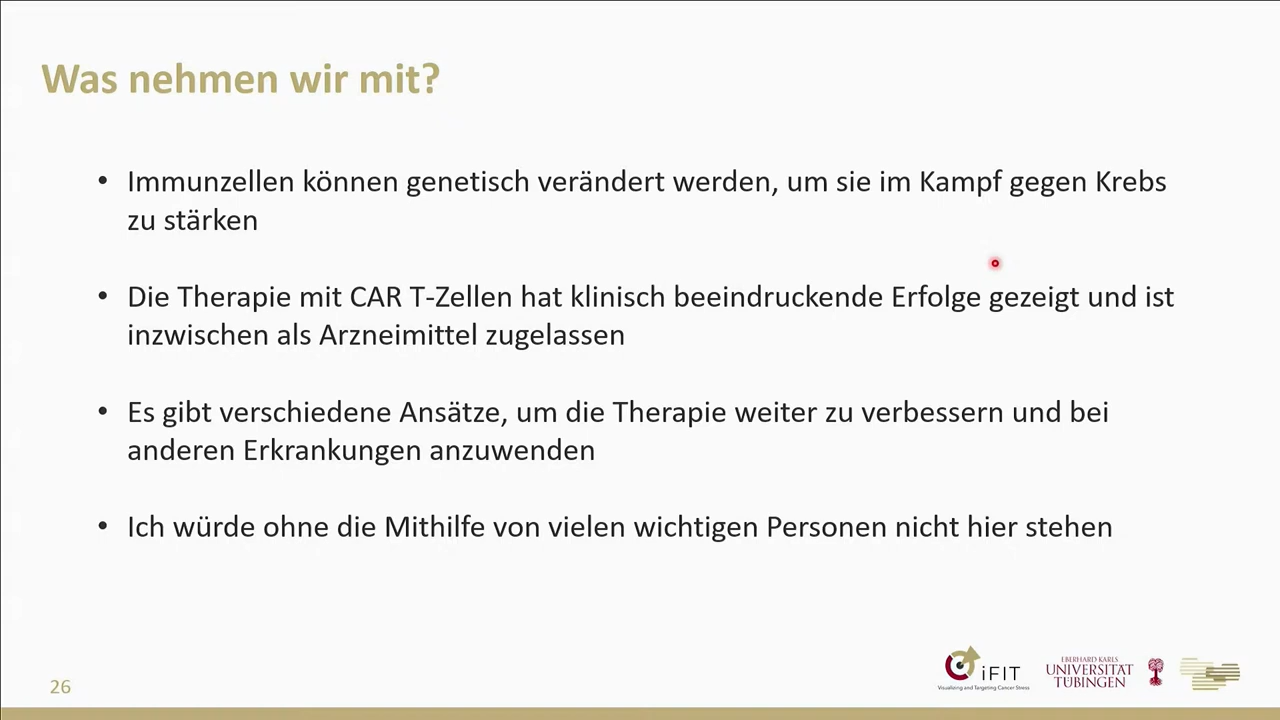 Was nehmen wir mit?
• Immunzellen können genetisch verändert werden, um sie im Kampf gegen Krebs
zu stärken
• Die Therapie mit CAR T-Zellen hat klinisch beeindruckende Erfolge gezeigt und ist
inzwischen als Arzneimittel zugelassen
• Es gibt verschiedene Ansätze, um die Therapie weiter zu verbessern und bei
anderen Erkrankungen anzuwenden
• Ich würde ohne die Mithilfe von vielen wichtigen Personen nicht hier stehen
26
iFIT
Visualizing and Targeting Cancer Stress
EBERHARD KARLS
UNIVERSITÄT
TÜBINGEN